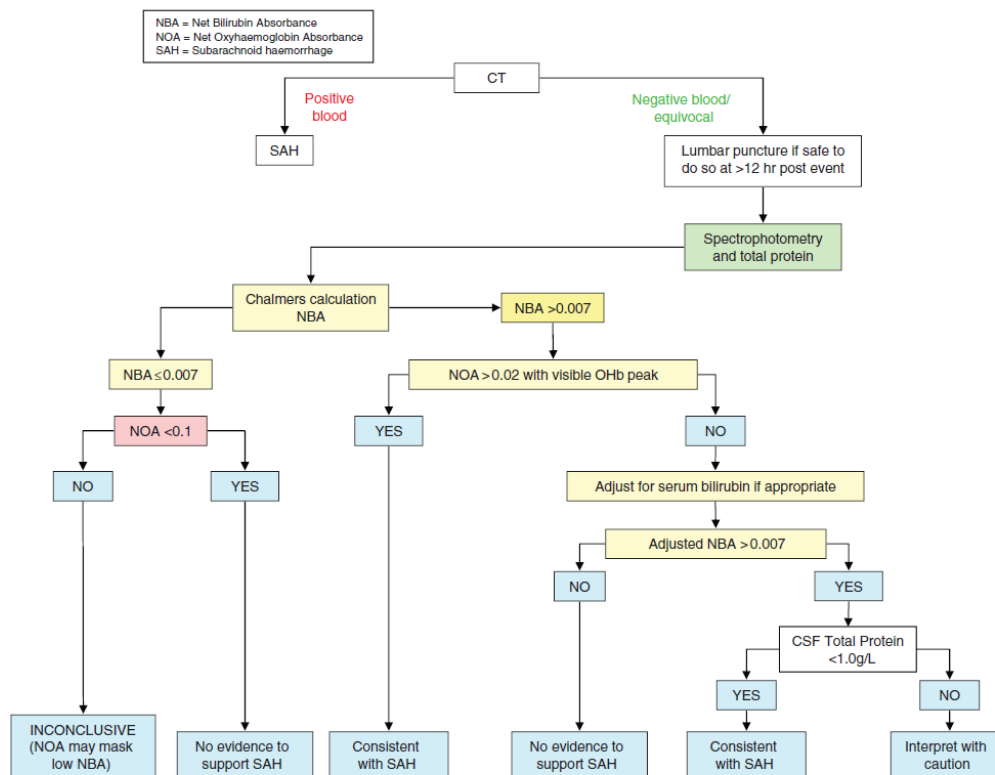 NBA = Net Bilirubin Absorbance
NOA = Net Oxyhaemoglobin Absorbance
SAH = Subarachnoid haemorrhage
CT
Positive
blood
Negative blood/
equivocal
SAH
Lumbar puncture if safe to
do so at >12 hr post event
Spectrophotometry
and total protein
Chalmers calculation
NBA
NBA >0.007
NBA ≤ 0.007
NOA > 0.02 with visible OHb peak
NOA <0.1
YES
NO
NO
YES
Adjust for serum bilirubin if appropriate
Adjusted NBA > 0.007
NO
YES
CSF Total Protein
<1.0g/L
YES
NO
INCONCLUSIVE
(NOA may mask
low NBA)
No evidence to
support SAH
Consistent
with SAH
No evidence to
support SAH
Consistent
with SAH
Interpret with
caution